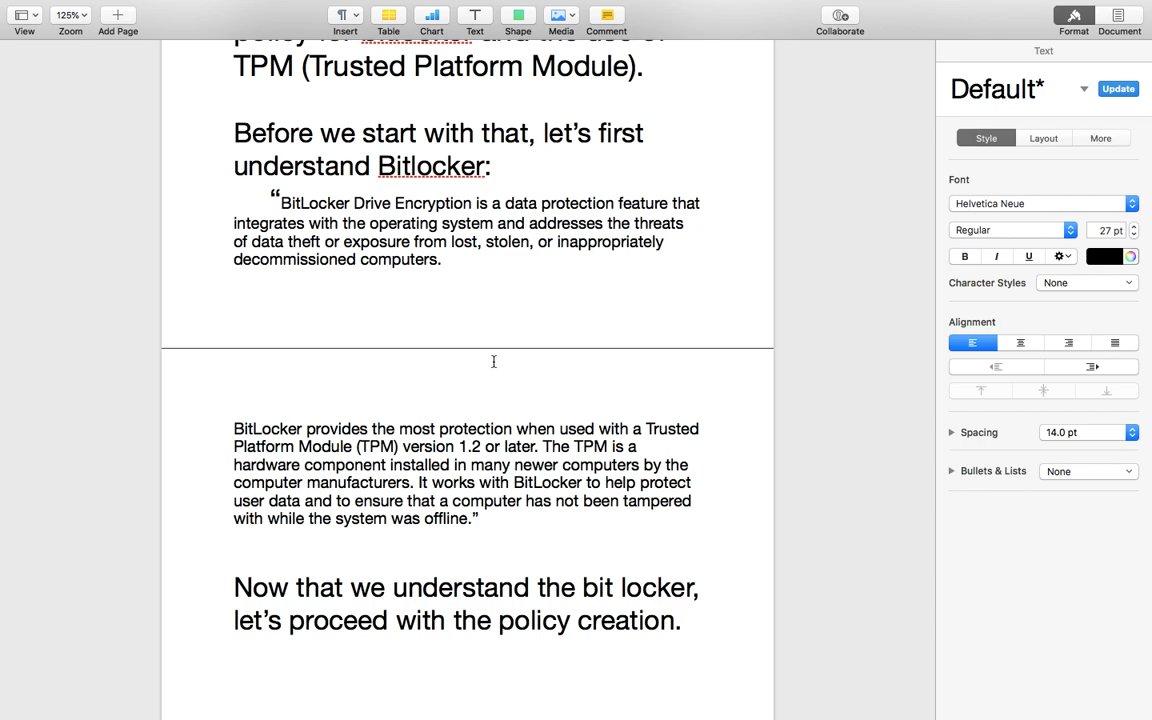 View
125%
Zoom
Add Page
Insert
Table
Chart
Text
Shape
Media
Comment
Collaborate
Format
Document
TPM (Trusted Platform Module).
Before we start with that, let’s first
understand Bitlocker:
“BitLocker Drive Encryption is a data protection feature that
integrates with the operating system and addresses the threats
of data theft or exposure from lost, stolen, or inappropriately
decommissioned computers.
BitLocker provides the most protection when used with a Trusted
Platform Module (TPM) version 1.2 or later. The TPM is a
hardware component installed in many newer computers by the
computer manufacturers. It works with BitLocker to help protect
user data and to ensure that a computer has not been tampered
with while the system was offline.”
Now that we understand the bit locker,
let’s proceed with the policy creation.
Text
Default*
Update
Style
Layout
More
Font
Helvetica Neue
Regular
27 pt
B I U
Character Styles
None
Alignment
Spacing
14.0 pt
Bullets & Lists
None